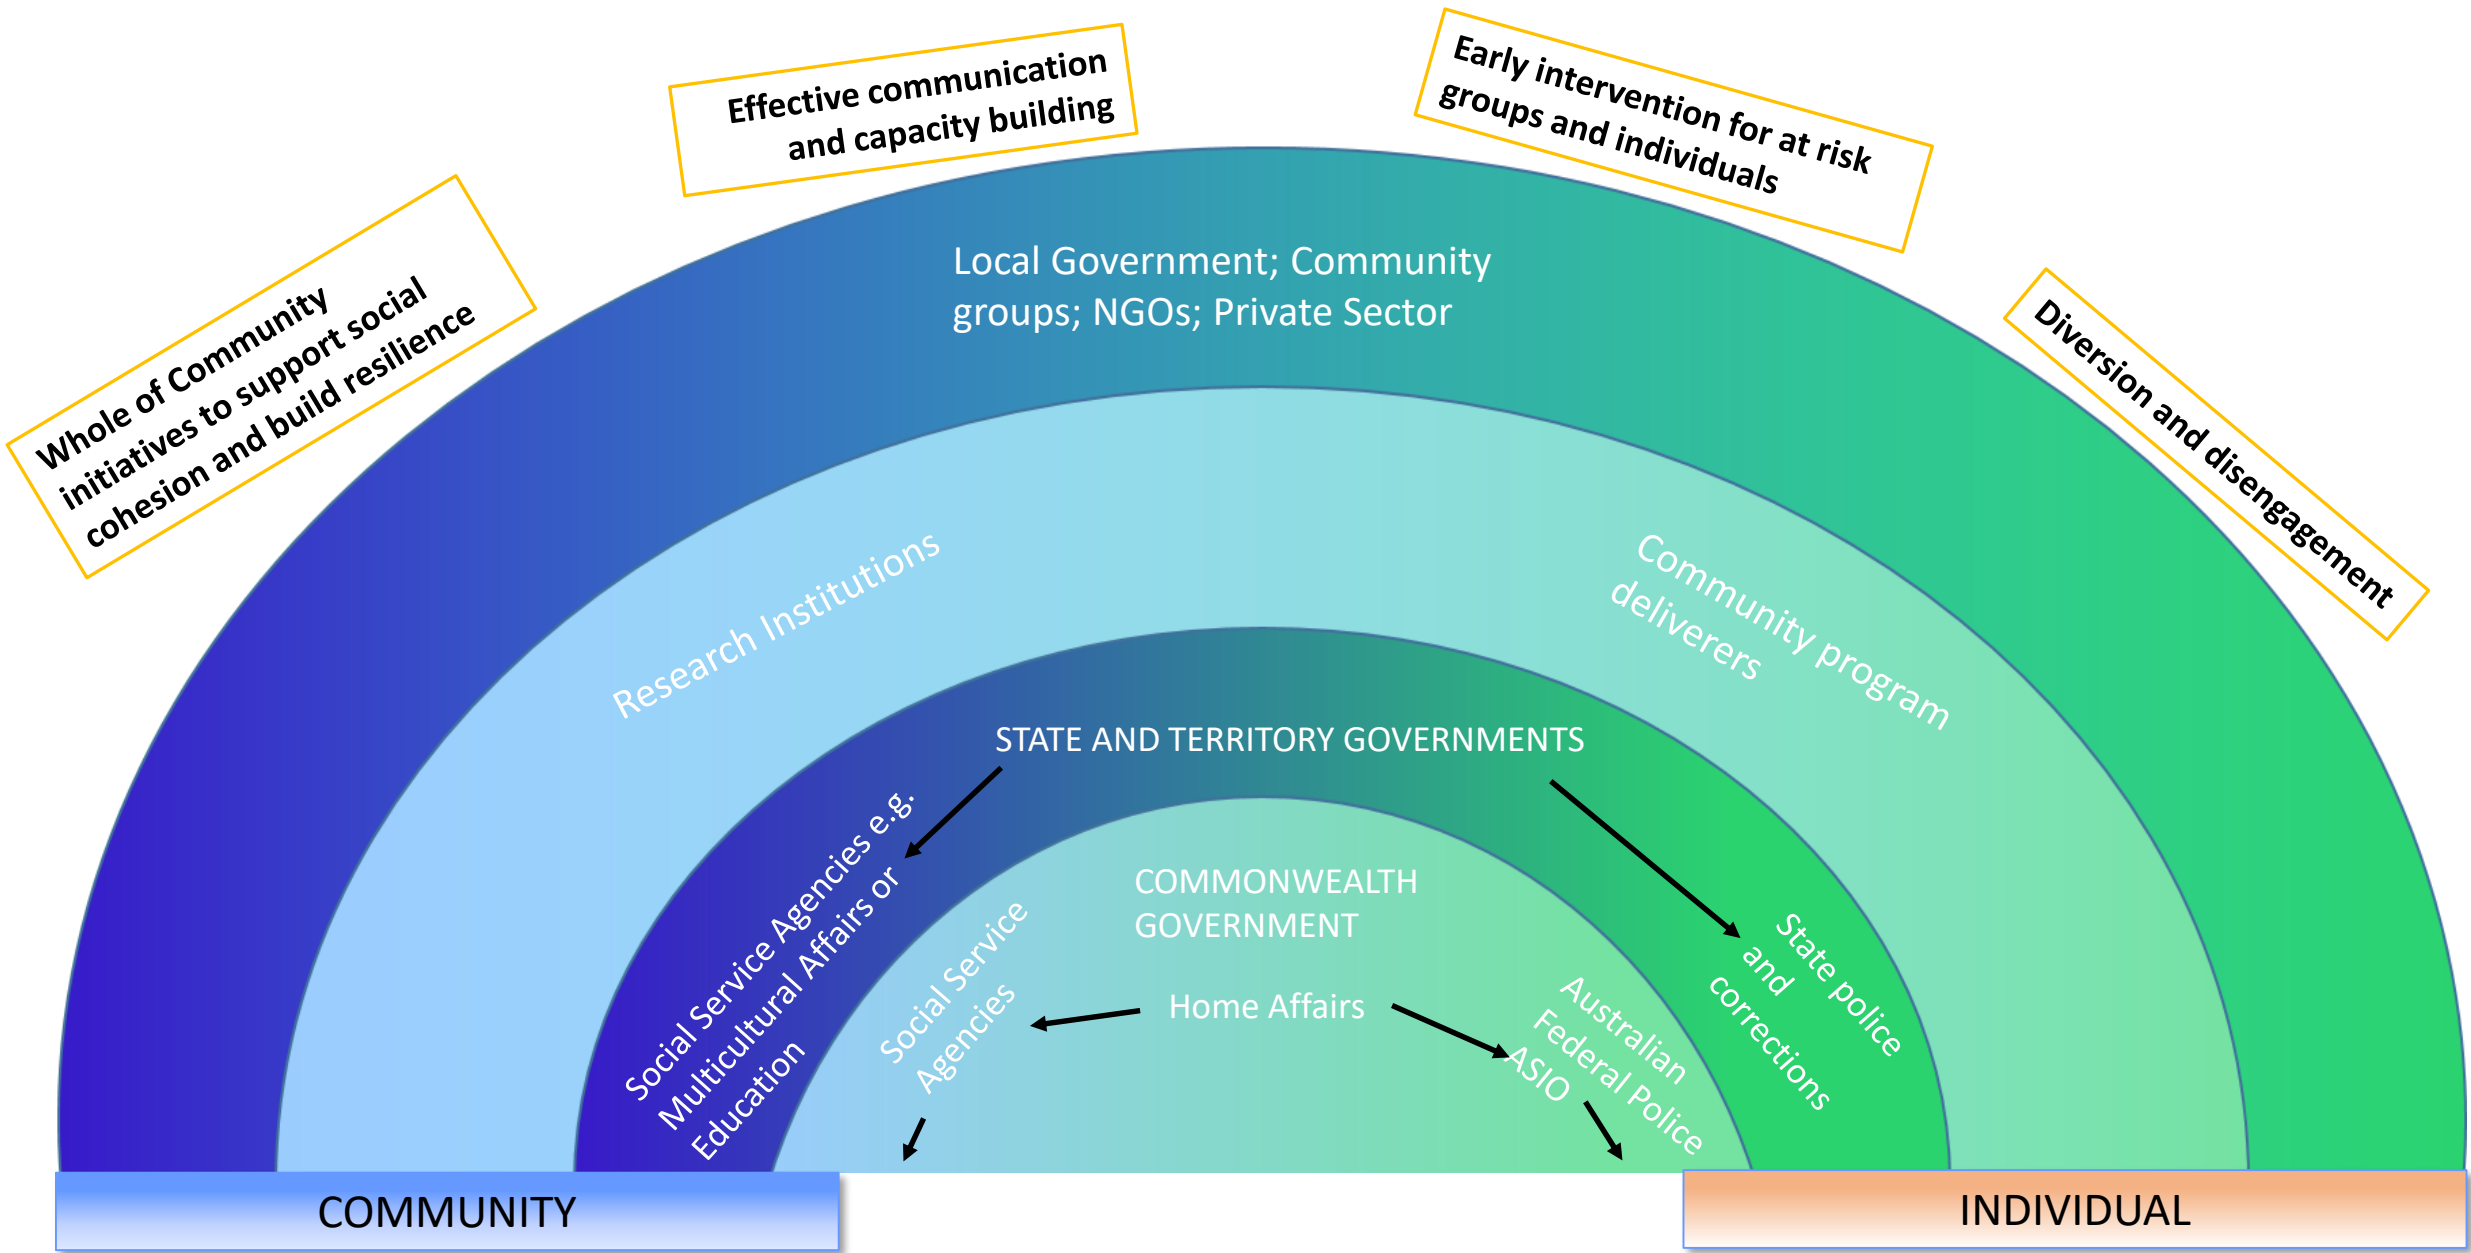 Effective communication
and capacity building
Early intervention for at risk
groups and individuals
Whole of Community
initiatives to support social
cohesion and build resilience
Diversion and disengagement
Local Government; Community
groups; NGOs; Private Sector
Research Institutions
Community program
deliverers
STATE AND TERRITORY GOVERNMENTS
Social Service Agencies e.g.
Multicultural Affairs or
Education
State police
and
corrections
COMMONWEALTH
GOVERNMENT
Home Affairs
Social Service
Agencies
Australian
Federal Police
ASIO
COMMUNITY
INDIVIDUAL